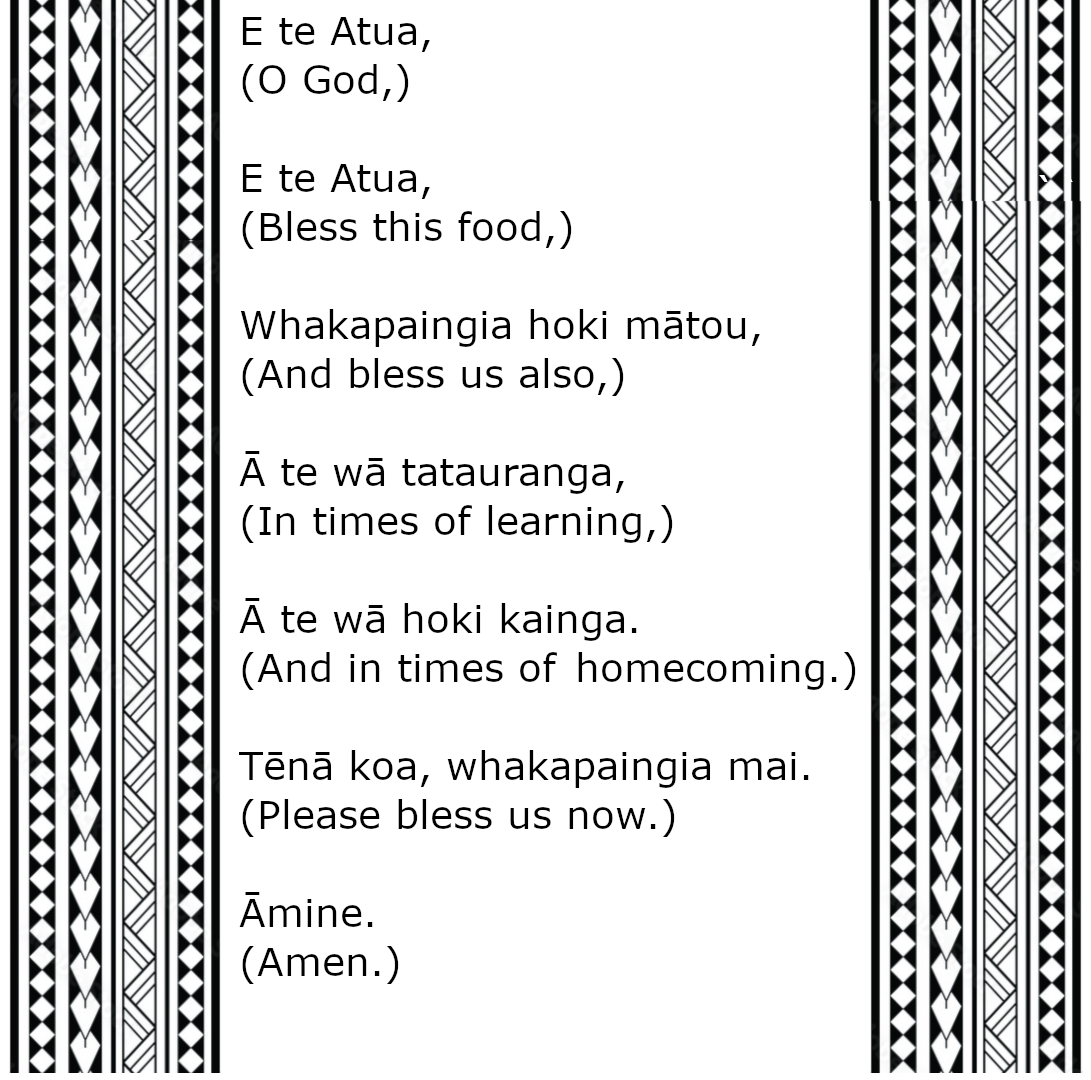 E te Atua,
(O God,)
E te Atua,
(Bless this food,)
Whakapaingia hoki mātou,
(And bless us also,)
Ā te wā tatauranga,
(In times of learning,)
Ā te wā hoki kainga.
(And in times of homecoming.)
Tēnā koa, whakapaingia mai.
(Please bless us now.)
Āmine.
(Amen.)